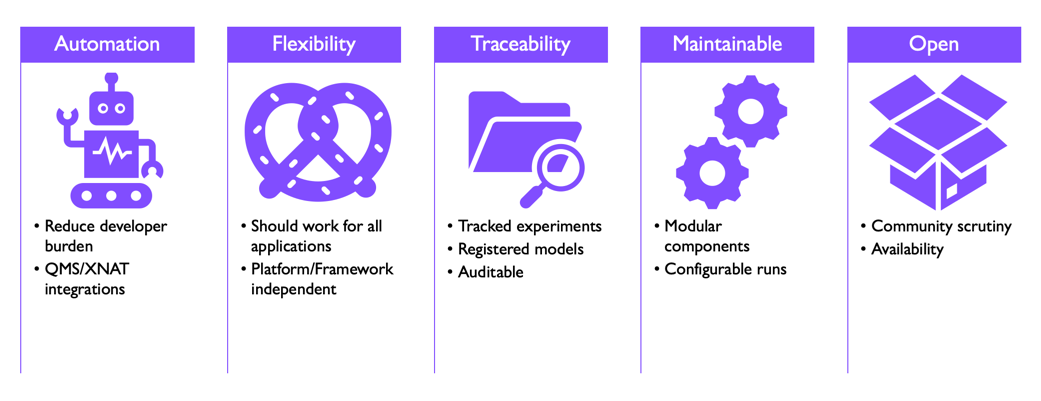 Automation
• Reduce developer
burden
• QMS/XNAT
integrations
Flexibility
• Should work for all
applications
• Platform/Framework
independent
Traceability
• Tracked experiments
• Registered models
• Auditable
Maintainable
• Modular
components
• Configurable runs
Open
• Community scrutiny
• Availability